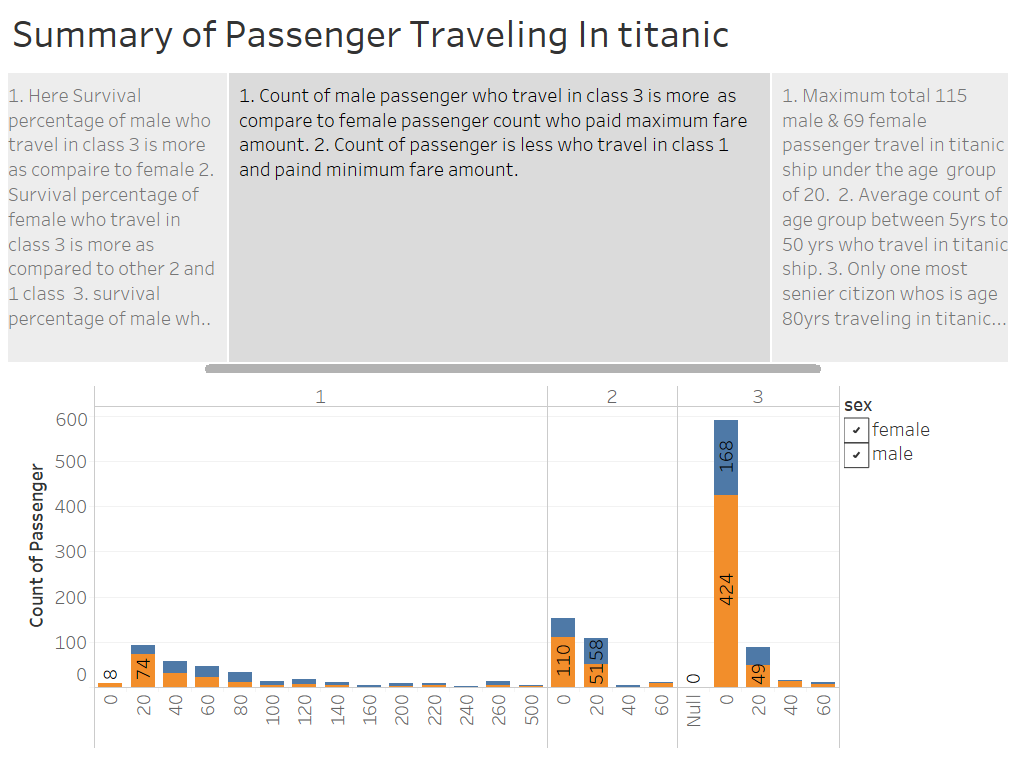 Summary of Passenger Traveling In titanic
1. Here Survival
percentage of male who
travel in class 3 is more
as compaire to female 2.
Survival percentage of
female who travel in
class 3 is more as
compared to other 2 and
1 class  3. survival
percentage of male wh..
1. Count of male passenger who travel in class 3 is more  as
compare to female passenger count who paid maximum fare
amount. 2. Count of passenger is less who travel in class 1
and paind minimum fare amount.
1. Maximum total 115
male & 69 female
passenger travel in titanic
ship under the age  group
of 20.  2. Average count of
age group between 5yrs to
50 yrs who travel in titanic
ship. 3. Only one most
senier citizon whos is age
80yrs traveling in titanic...
1 2 3
sex
female
male
Count of Passenger
600
500
400
300
200
100
0
8
74
110
51 58
0
168
424
49
0 20 40 60 80 100 120 140 160 200 220 240 260 500 0 20 40 60 Null 0 20 40 60